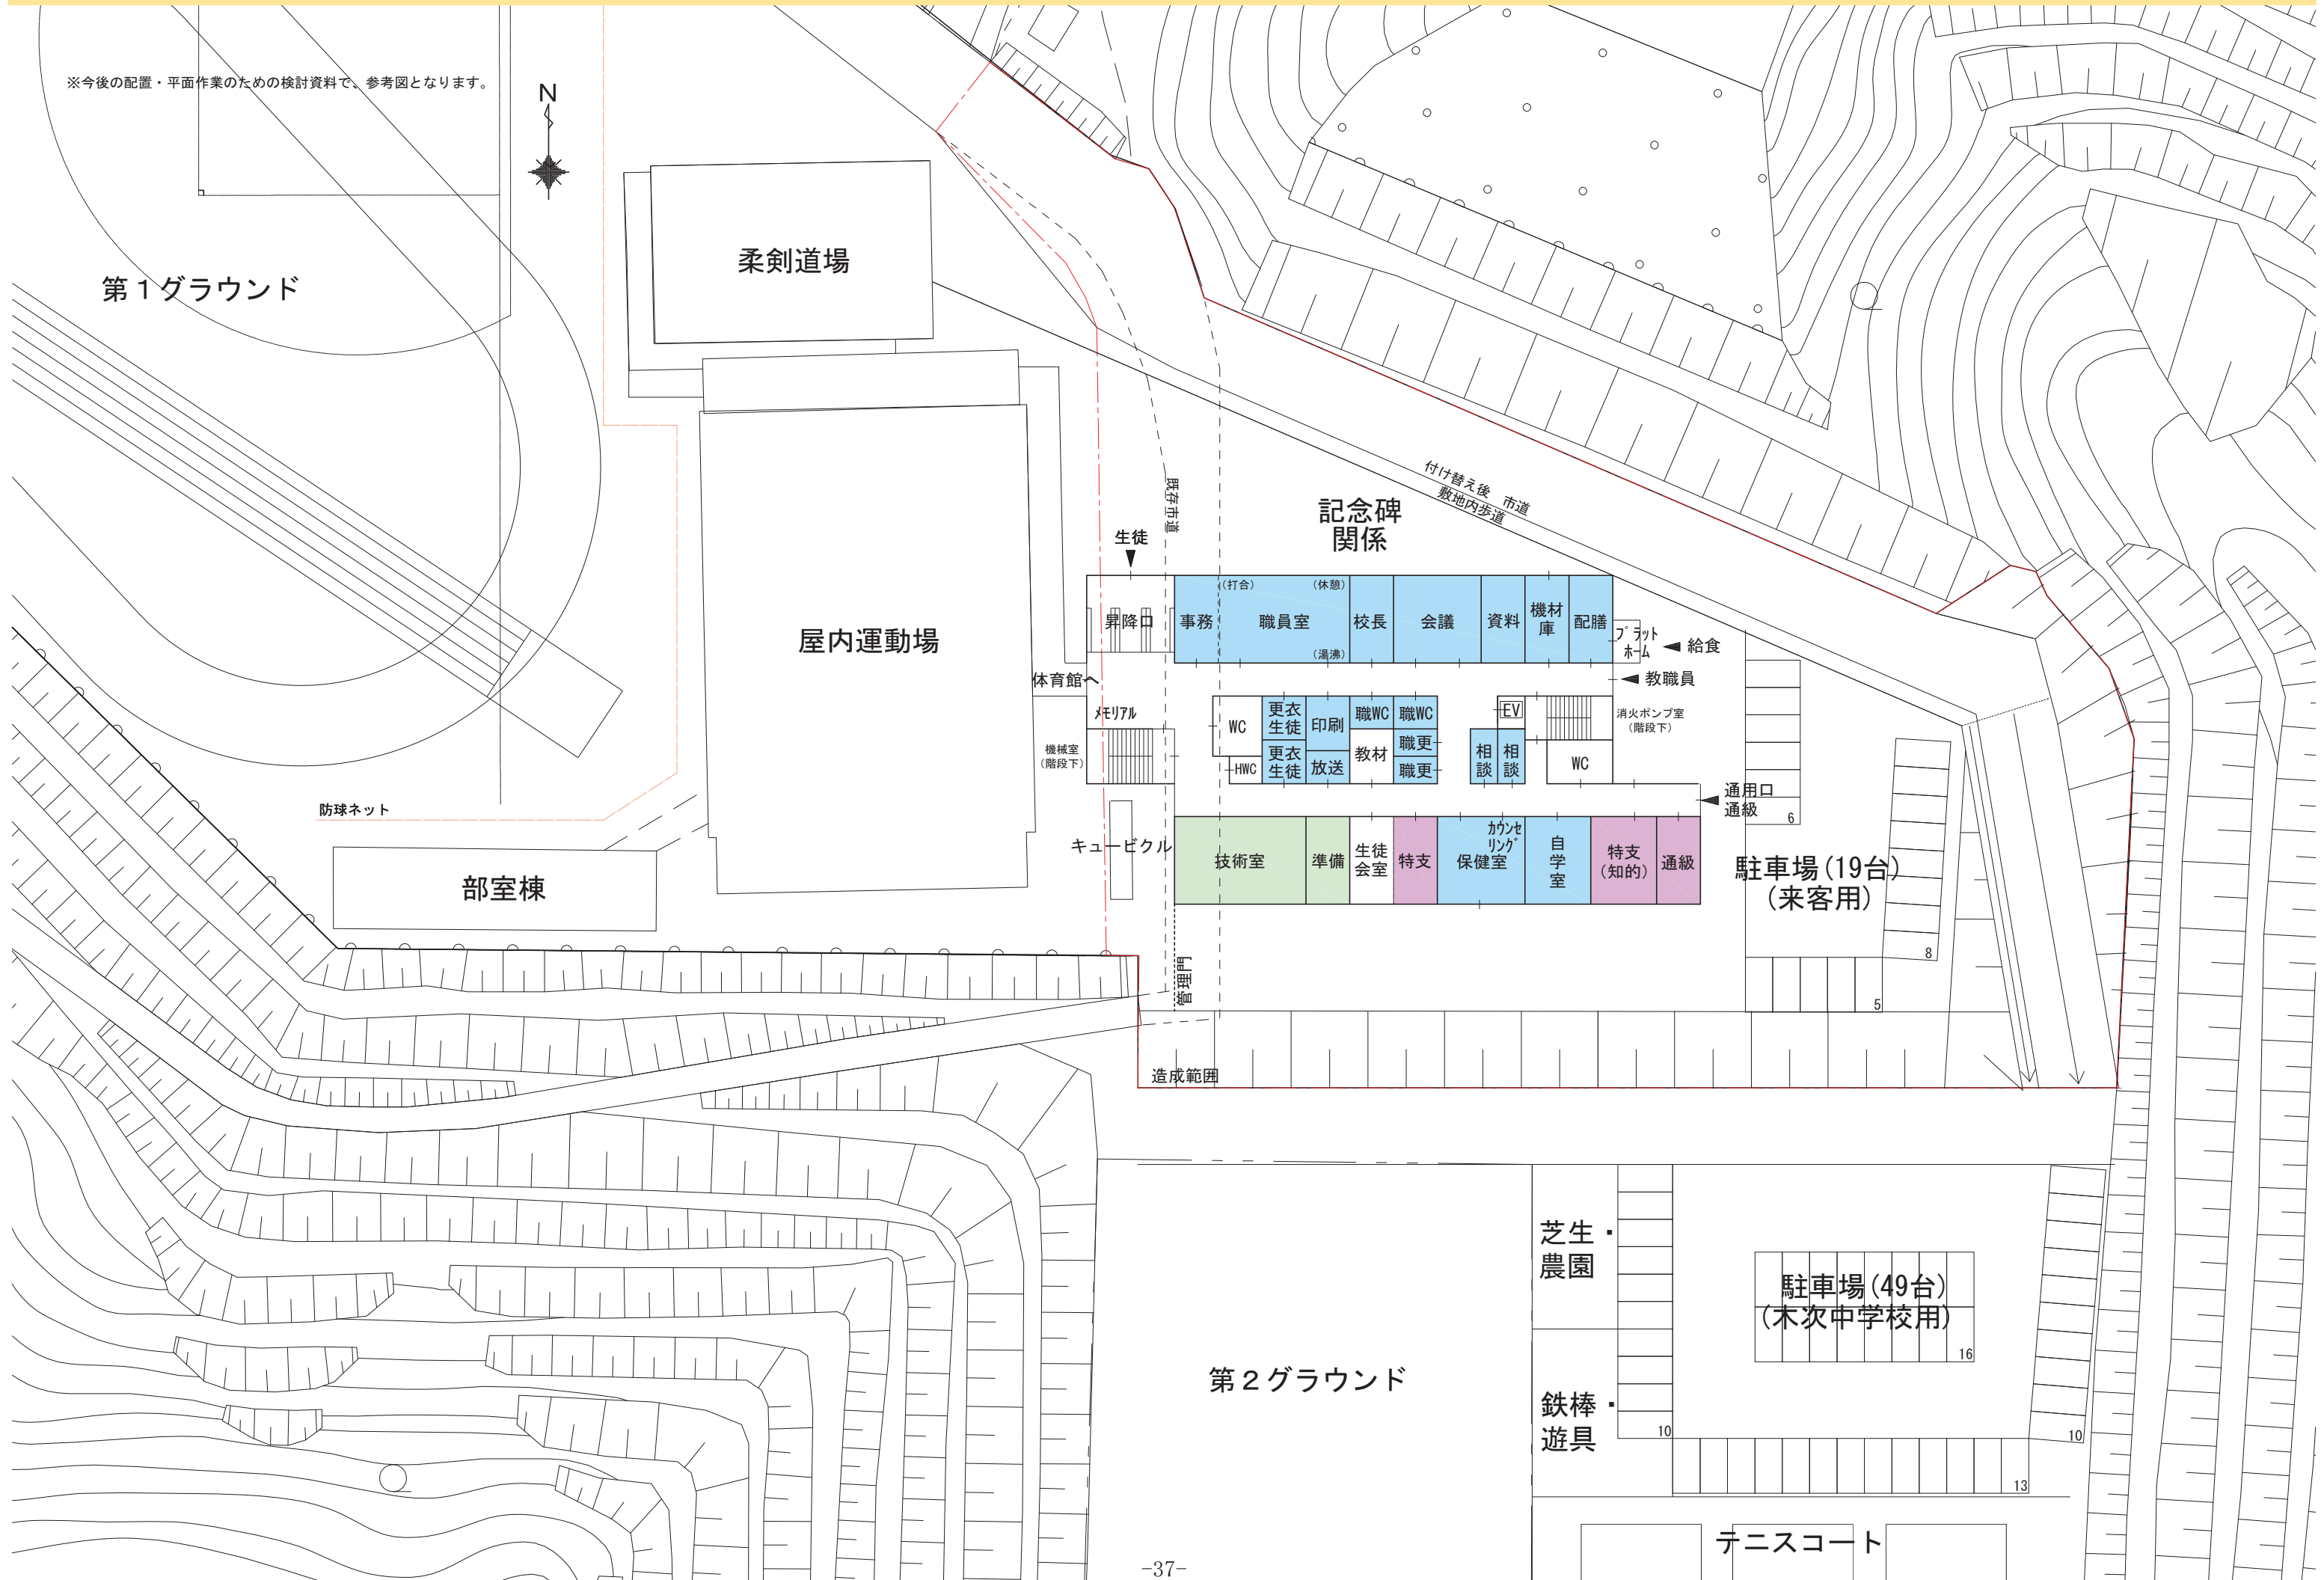 ※今後の配置・平面作業のための検討資料で、参考図となります。
N
柔剣道場
第１グラウンド
付け替え後　市道
敷地内歩道
既存市道
記念碑
関係
生徒
（打合）
（休憩）
昇降口
事務
職員室
校長
会議
資料
機材
庫
配膳
（湯沸）
プラット
ホーム
給食
屋内運動場
体育館へ
教職員
メモリアル
WC
更衣
生徒
印刷
職WC
職WC
EV
消火ポンプ室
（階段下）
機械室
（階段下）
HWC
更衣
生徒
放送
教材
職更
職更
相
談
相
談
WC
通用口
通級
6
防球ネット
キュービクル
技術室
準備
生徒
会室
特支
カウンセ
リング
保健室
自
学
室
特支
（知的）
通級
駐車場(19台)
（来客用）
部室棟
8
5
管理門
造成範囲
芝生・
農園
駐車場(49台)
（木次中学校用）
16
第２グラウンド
鉄棒・
遊具
10
10
13
テニスコート
-37-